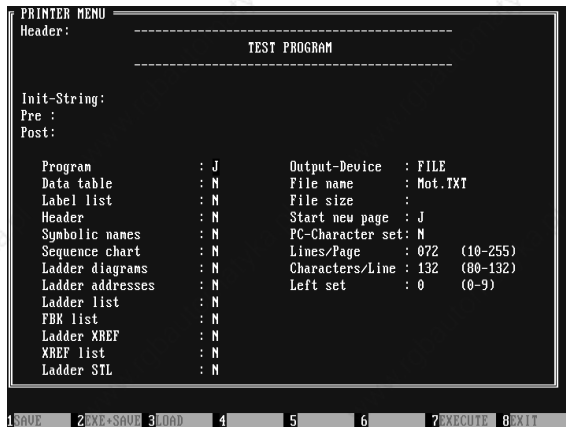 PRINTER MENU
Header: ----------------------------------------
TEST PROGRAM
----------------------------------------
Init-String:
Pre :
Post:
Program : J Output-Device : FILE
Data table : N File name : Mot.TXT
Label list : N File size :
Header : N Start new page : J
Symbolic names : N PC-Character set: N
Sequence chart : N Lines/Page : 072 (10-255)
Ladder diagrams : N Characters/Line : 132 (80-132)
Ladder addresses : N Left set : 0 (0-9)
Ladder list : N
FBK list : N
Ladder XREF : N
XREF list : N
Ladder STL : N
1SAVE 2EXE+SAVE 3LOAD 4 5 6 7EXECUTE 8EXIT